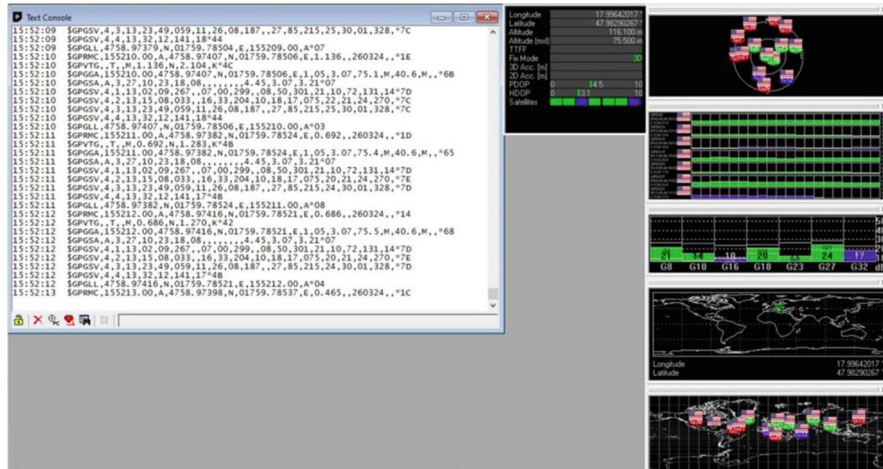 Text Console
15:52:09 $GPGSV,4,3,13,23,49,059,11,26,08,187,,27,85,215,25,30,01,328,*7C
15:52:09 $GPGSV,4,4,13,32,12,141,18*44
15:52:09 $GPGLL,4758.97379,N,01759.78504,E,155209.00,A*07
15:52:10 $GPRMC,155210.00,A,4758.97407,N,01759.78506,E,1.136,,260324,,*1E
15:52:10 $GPVTG,,T,,M,1.136,N,2.104,K*4C
15:52:10 $GPGGA,155210.00,4758.97407,N,01759.78506,E,1,05,3.07,75.1,M,40.6,M,,*6B
15:52:10 $GPGSA,A,3,27,10,23,18,08,,,,,,,,4.45,3.07,3.21*07
15:52:10 $GPGSV,4,1,13,02,09,267,,07,00,299,,08,50,301,21,10,72,131,14*7D
15:52:10 $GPGSV,4,2,13,15,08,033,,16,33,204,10,18,17,075,22,21,24,270,*7C
15:52:10 $GPGSV,4,3,13,23,49,059,11,26,08,187,,27,85,215,25,30,01,328,*7C
15:52:10 $GPGSV,4,4,13,32,12,141,18*44
15:52:10 $GPGLL,4758.97407,N,01759.78506,E,155210.00,A*03
15:52:11 $GPRMC,155211.00,A,4758.97382,N,01759.78524,E,0.692,,260324,,*1D
15:52:11 $GPVTG,,T,,M,0.692,N,1.283,K*4B
15:52:11 $GPGGA,155211.00,4758.97382,N,01759.78524,E,1,05,3.07,75.4,M,40.6,M,,*65
15:52:11 $GPGSA,A,3,27,10,23,18,08,,,,,,,,4.45,3.07,3.21*07
15:52:11 $GPGSV,4,1,13,02,09,267,,07,00,299,,08,50,301,21,10,72,131,14*7D
15:52:11 $GPGSV,4,2,13,15,08,033,,16,33,204,10,18,17,075,20,21,24,270,*7E
15:52:11 $GPGSV,4,3,13,23,49,059,11,26,08,187,,27,85,215,24,30,01,328,*7D
15:52:11 $GPGSV,4,4,13,32,12,141,17*4B
15:52:11 $GPGLL,4758.97382,N,01759.78524,E,155211.00,A*08
15:52:12 $GPRMC,155212.00,A,4758.97416,N,01759.78521,E,0.686,,260324,,*14
15:52:12 $GPVTG,,T,,M,0.686,N,1.270,K*42
15:52:12 $GPGGA,155212.00,4758.97416,N,01759.78521,E,1,05,3.07,75.5,M,40.6,M,,*68
15:52:12 $GPGSA,A,3,27,10,23,18,08,,,,,,,,4.45,3.07,3.21*07
15:52:12 $GPGSV,4,1,13,02,09,267,,07,00,299,,08,50,301,21,10,72,131,14*7D
15:52:12 $GPGSV,4,2,13,15,08,033,,16,33,204,10,18,17,075,20,21,24,270,*7E
15:52:12 $GPGSV,4,3,13,23,49,059,11,26,08,187,,27,85,215,24,30,01,328,*7D
15:52:12 $GPGSV,4,4,13,32,12,141,17*4B
15:52:12 $GPGLL,4758.97416,N,01759.78521,E,155212.00,A*04
15:52:13 $GPRMC,155213.00,A,4758.97398,N,01759.78537,E,0.465,,260324,,*1C
Longitude 17.99642017 °
Latitude 47.98290267 °
Altitude 116.100 m
Altitude (msl) 75.500 m
TTFF
Fix Mode 3D
3D Acc. [m]
2D Acc. [m]
PDOP 0 4.5 10
HDOP 0 3.1 10
Satellites
21 14 10 20 24 17
G8 G10 G16 G18 G23 G27 G32
Longitude 17.99642017 °
Latitude 47.98290267 °